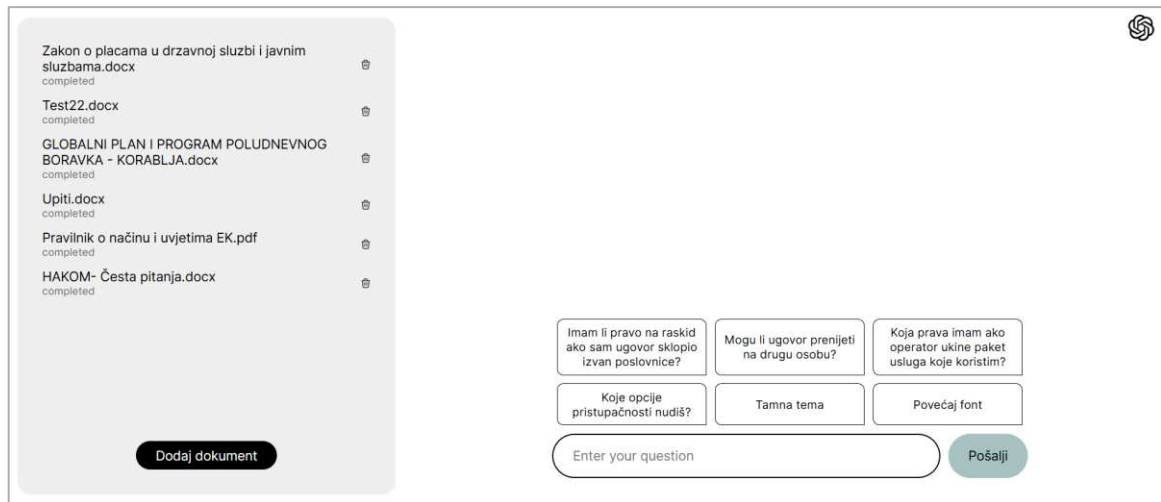 Zakon o placama u drzavnoj sluzbi i javnim
sluzbama.docx
completed
Test22.docx
completed
GLOBALNI PLAN I PROGRAM POLUDNEVNOG
BORAVKA - KORABLJA.docx
completed
Upiti.docx
completed
Pravilnik o načinu i uvjetima EK.pdf
completed
HAKOM- Česta pitanja.docx
completed
Dodaj dokument
Imam li pravo na raskid
ako sam ugovor sklopio
izvan poslovnice?
Mogu li ugovor prenijeti
na drugu osobu?
Koja prava imam ako
operator ukine paket
usluga koje koristim?
Koje opcije
pristupačnosti nudiš?
Tamna tema
Povećaj font
Enter your question
Pošalji